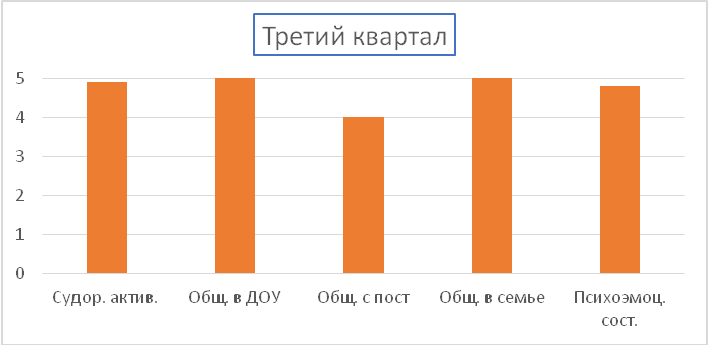 Третий квартал
5
4
3
2
1
0
Судор. актив.
Общ. в ДОУ
Общ. с пост
Общ. в семье
Психоэмоц.
сост.